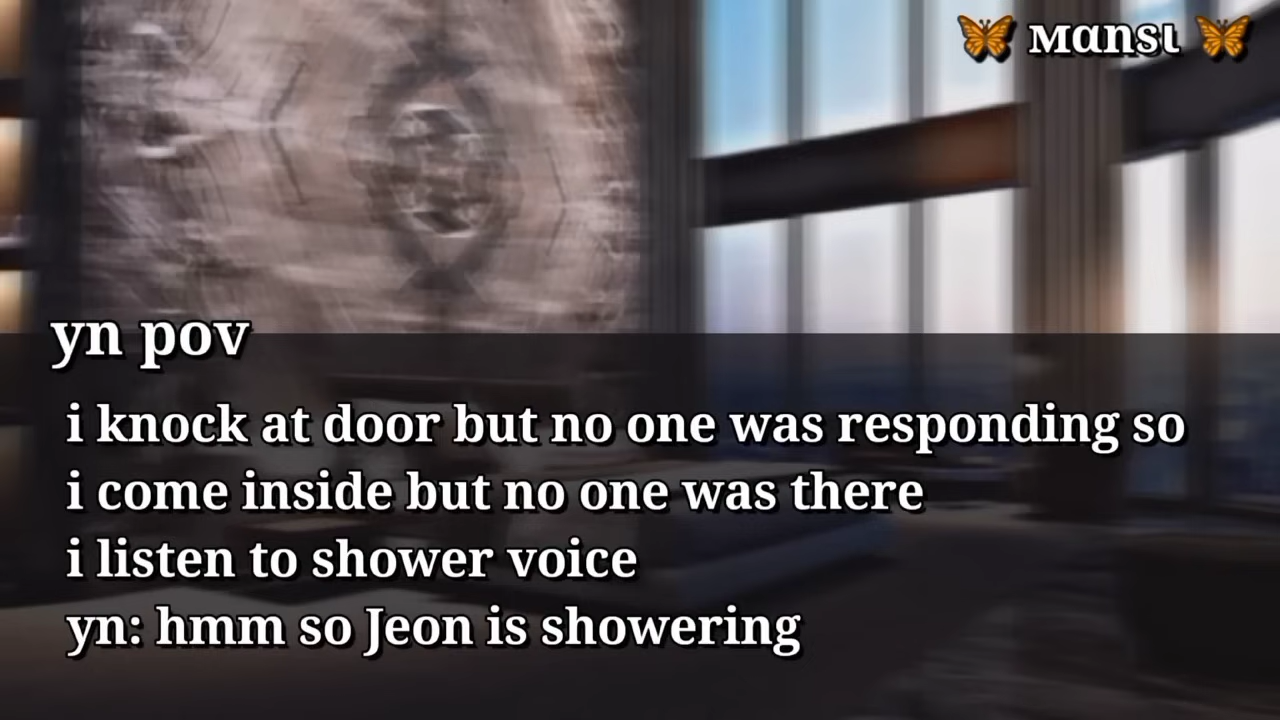 🦋 ᴍαnsι 🦋
yn pov
i knock at door but no one was responding so
i come inside but no one was there
i listen to shower voice
yn: hmm so Jeon is showering